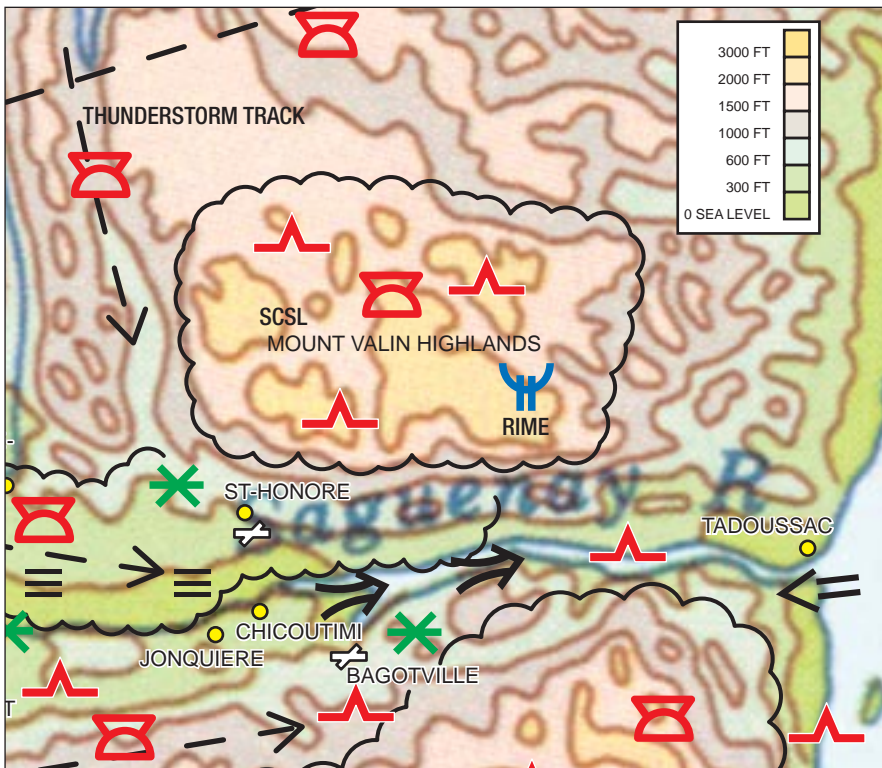 3000 FT
2000 FT
1500 FT
1000 FT
600 FT
300 FT
0 SEA LEVEL
THUNDERSTORM TRACK
SCSL
MOUNT VALIN HIGHLANDS
RIME
-
ST-HONORE
Saguenay R
TADOUSSAC
CHICOUTIMI
JONQUIERE
BAGOTVILLE
T